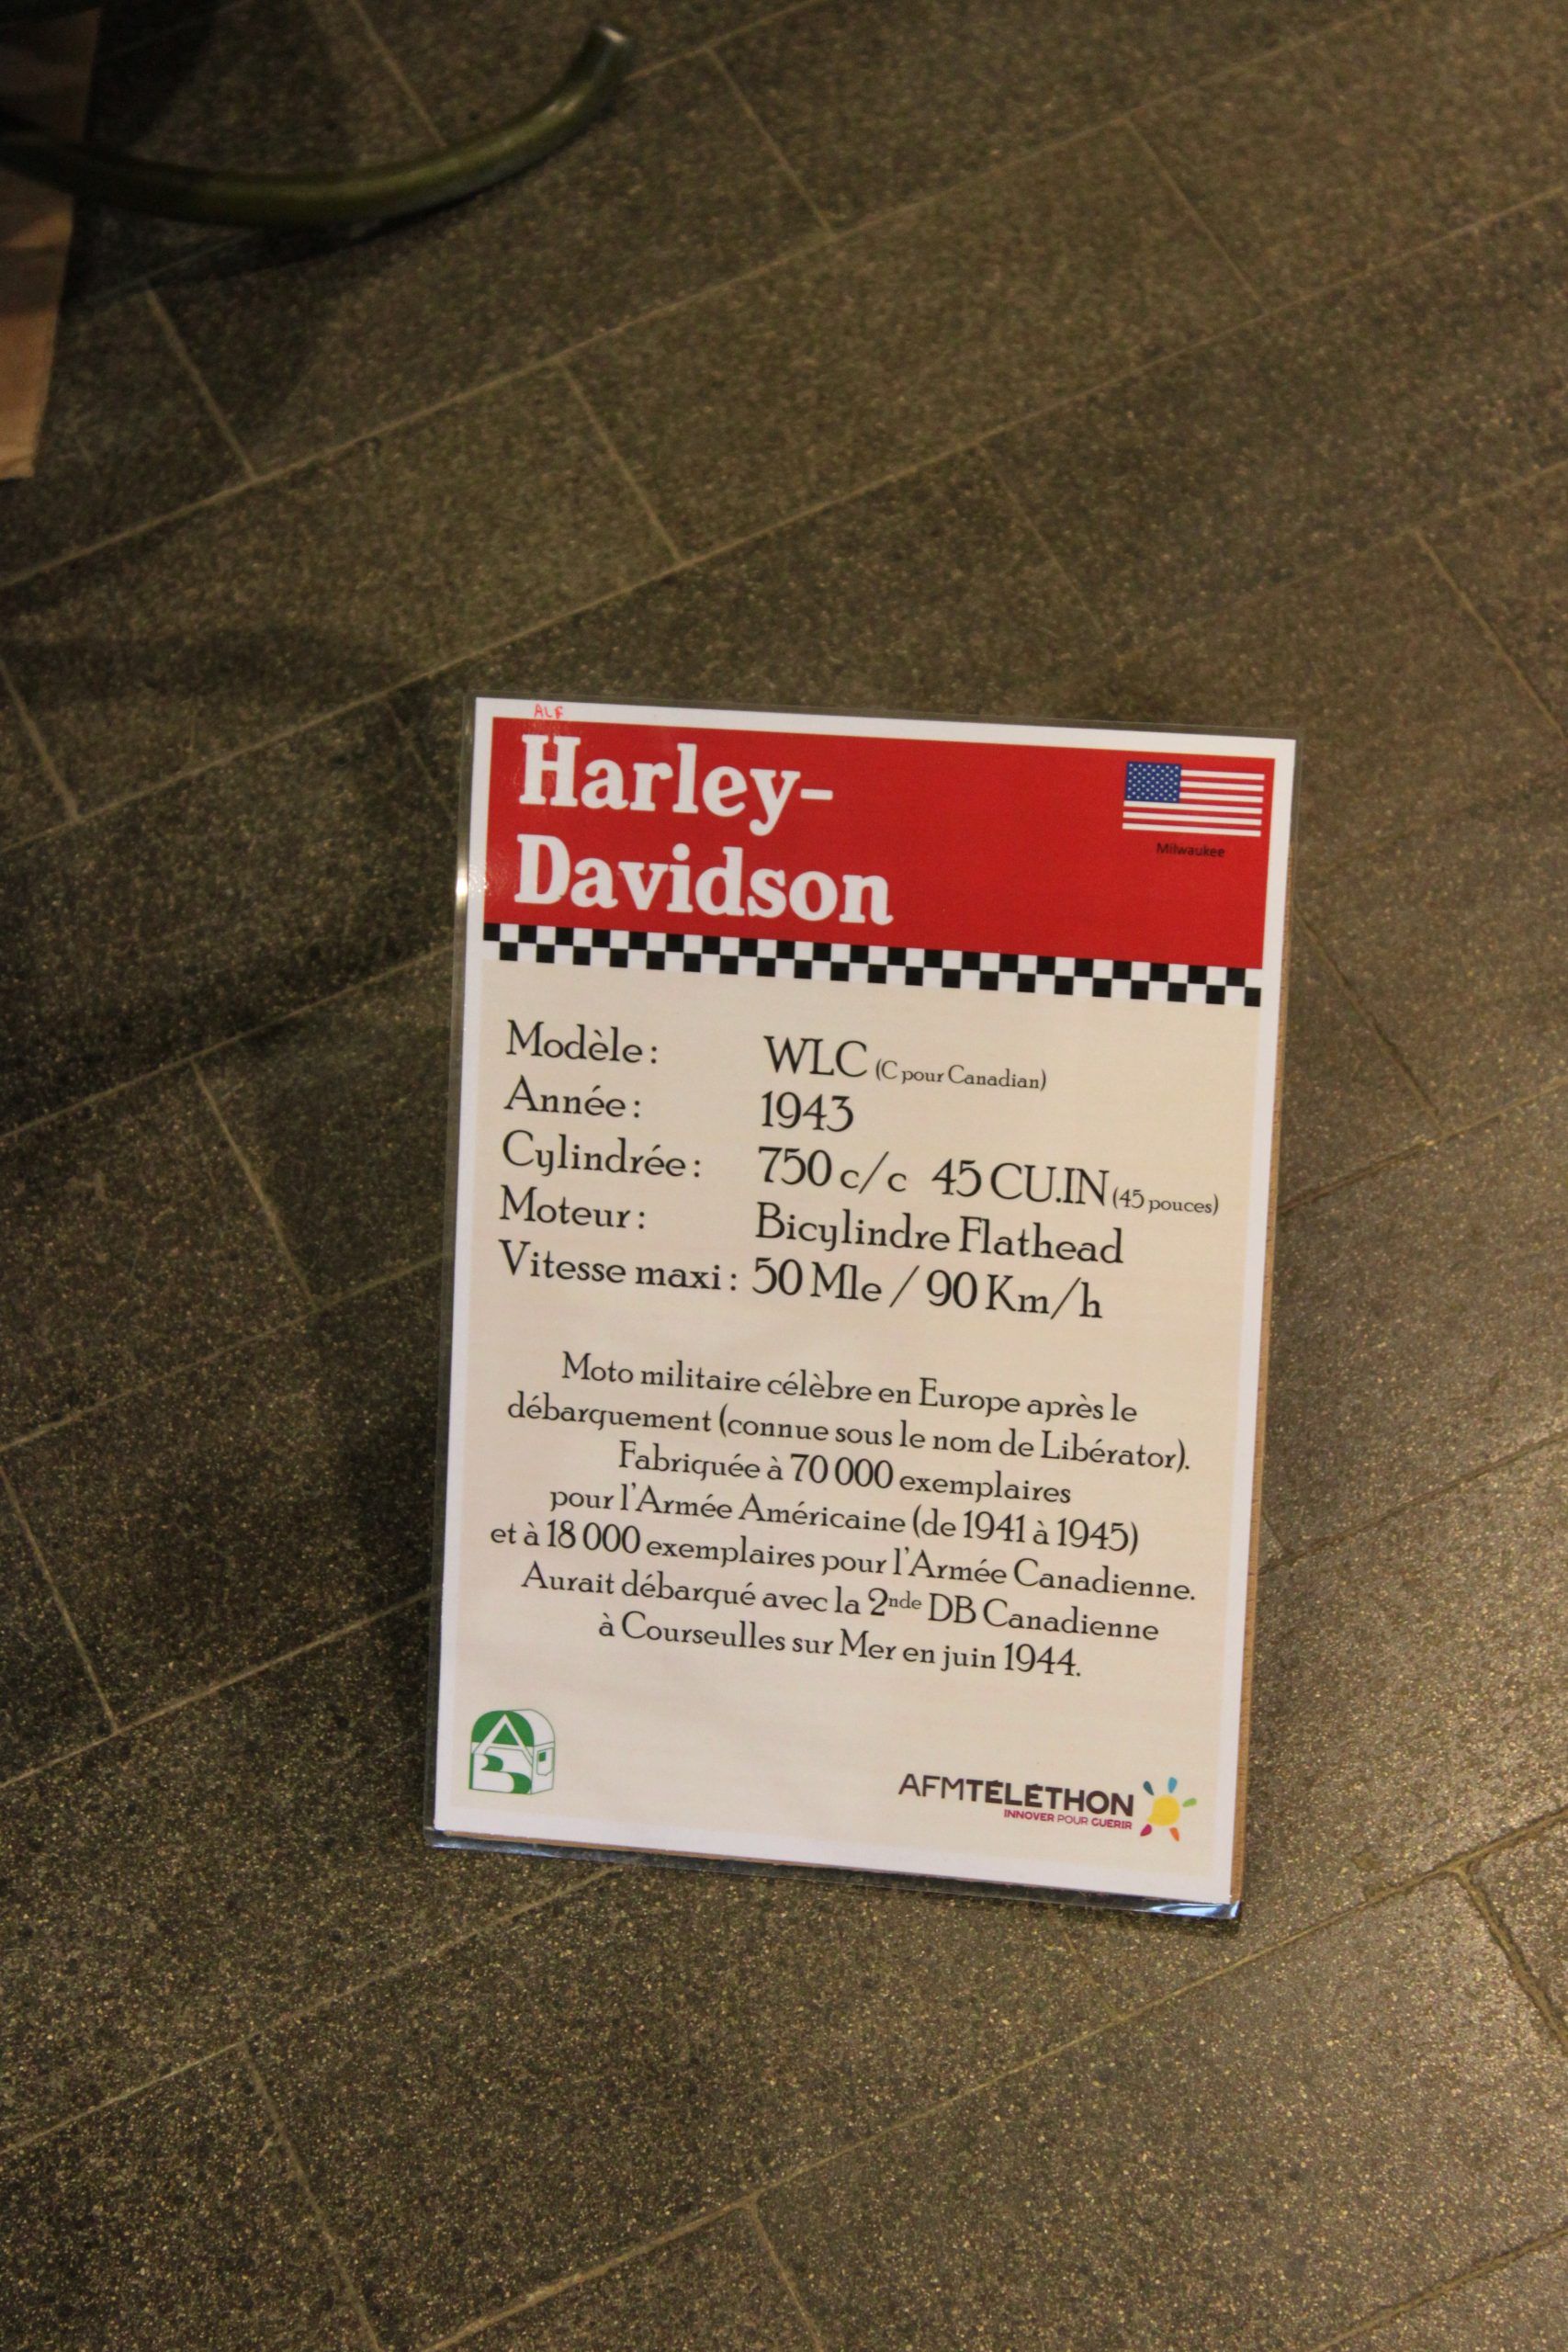 ALF
Harley-
Davidson
Milwaukee
Modèle : WLC (C pour Canadian)
Année : 1943
Cylindrée : 750 c/c 45 CU.IN (45 pouces)
Moteur : Bicylindre Flathead
Vitesse maxi : 50 Mle / 90 Km/h
Moto militaire célèbre en Europe après le
débarquement (connue sous le nom de Libérator).
Fabriquée à 70 000 exemplaires
pour l'Armée Américaine (de 1941 à 1945)
et à 18 000 exemplaires pour l'Armée Canadienne.
Aurait débarqué avec la 2nde DB Canadienne
à Courseulles sur Mer en juin 1944.
AFMTÉLÉTHON
INNOVER POUR GUÉRIR